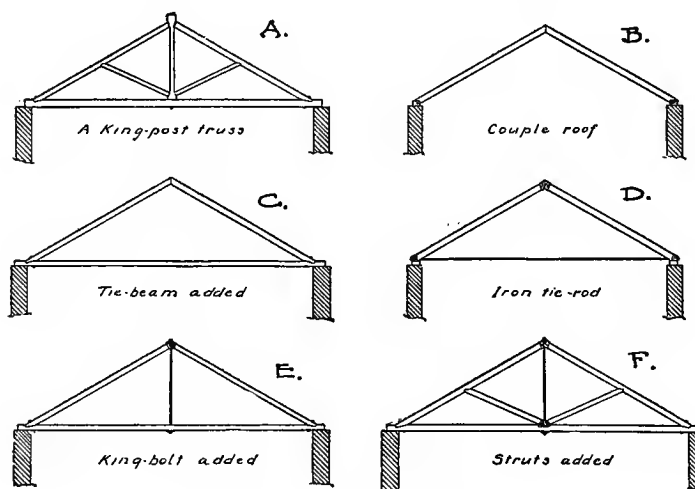 A.
A King-post truss
B.
Couple roof
C.
Tie-beam added
D.
Iron tie-rod
E.
King-bolt added
F.
Struts added